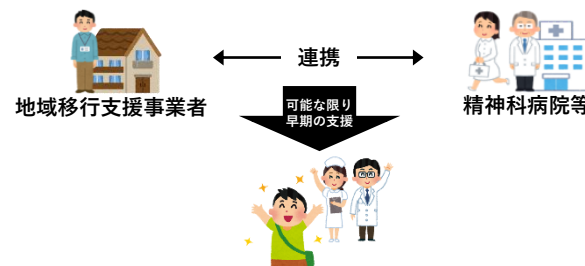 連携
地域移行支援事業者
精神科病院等
可能な限り
早期の支援